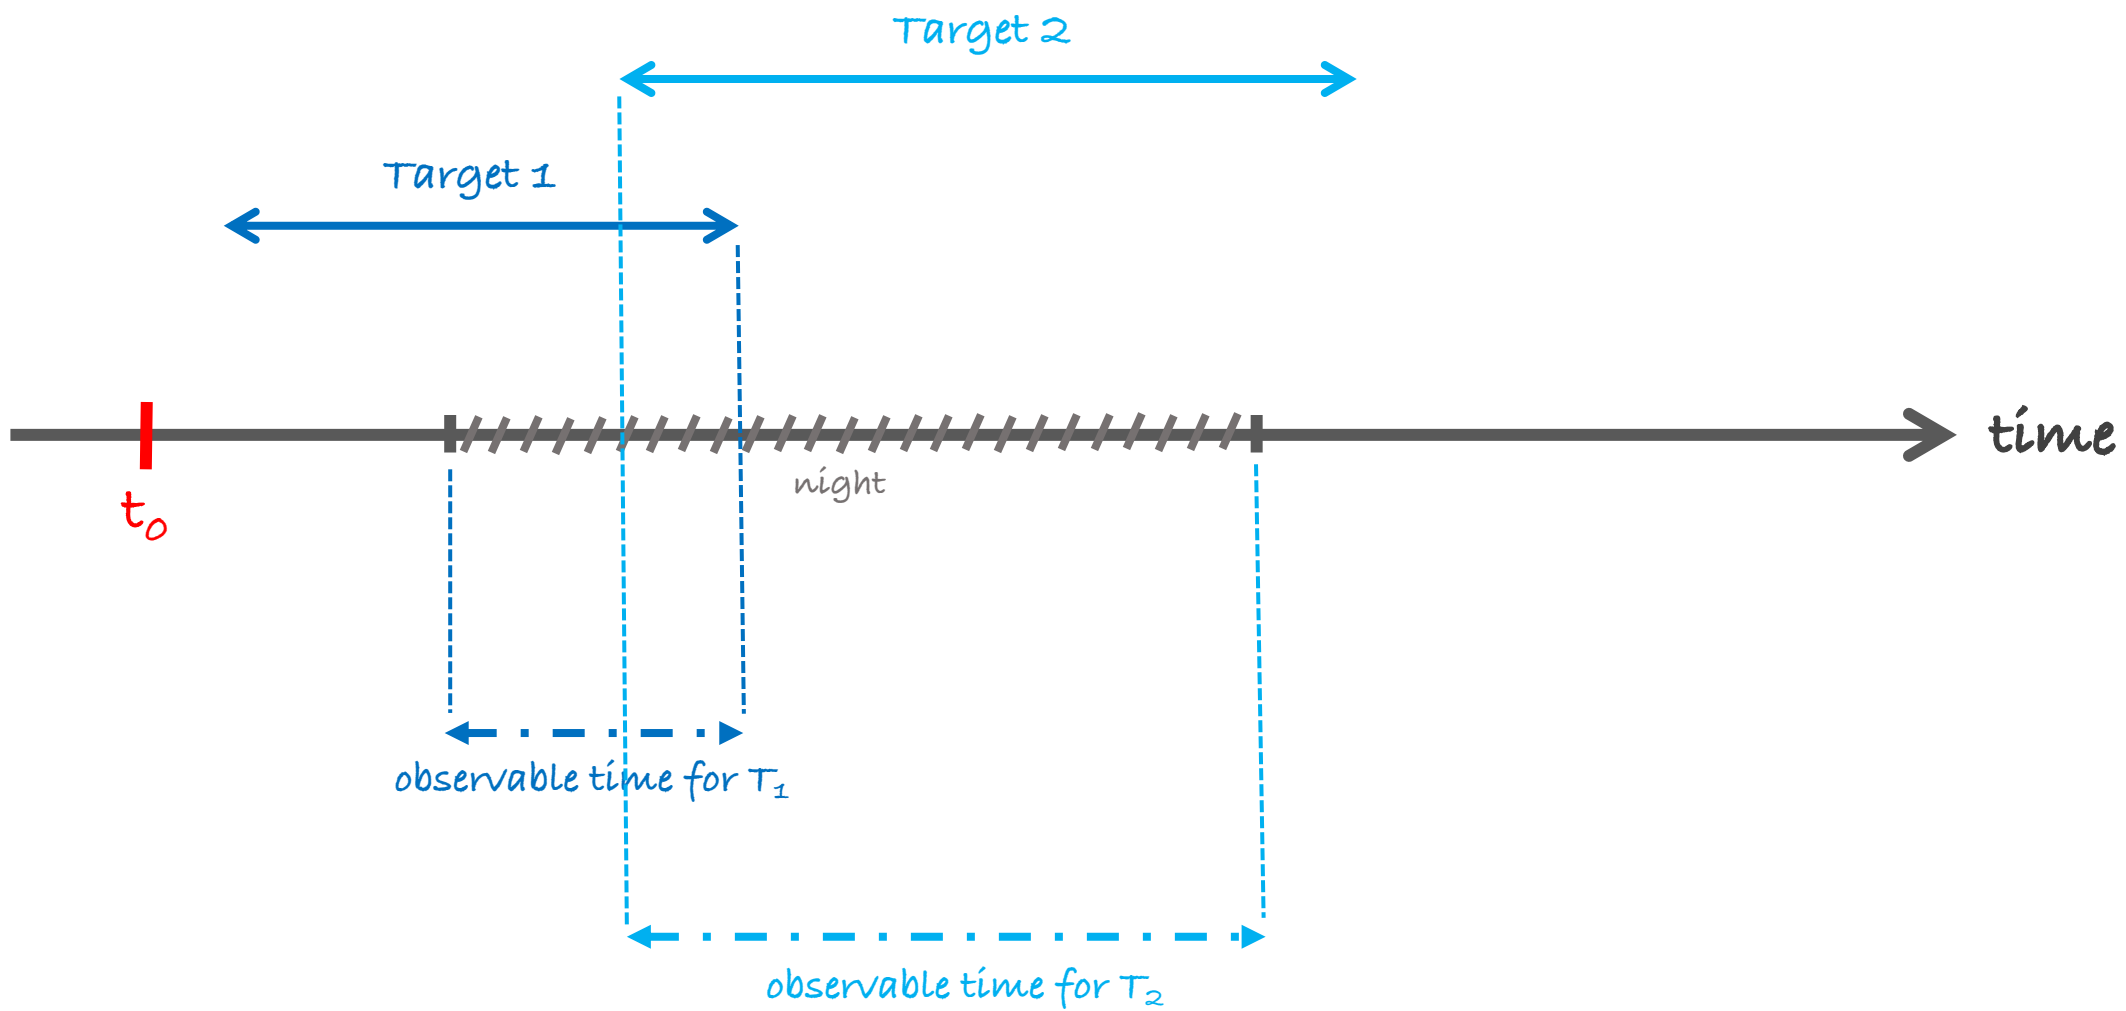 Target 2
Target 1
time
night
t₀
observable time for T₁
observable time for T₂